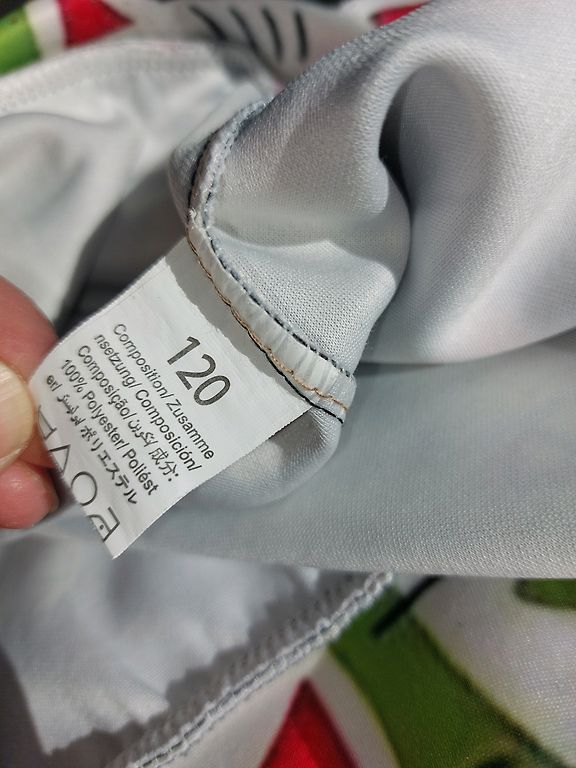 120
Composition/Zusamme
nsetzung/ Composición/
Composição/ تكوين/ 成分:
100% Polyester/ Poliést
er/ بوليستر/ ポリエステル